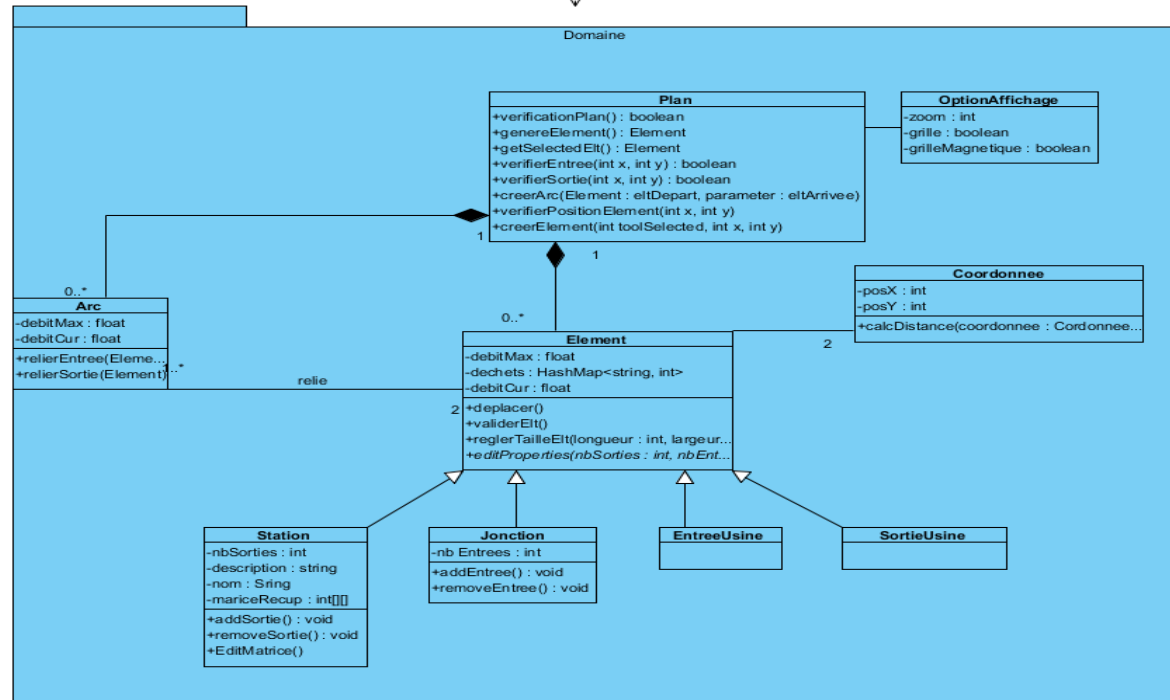 Domaine
Plan
+verificationPlan() : boolean
+genereElement() : Element
+getSelectedElt() : Element
+verifierEntree(int x, int y) : boolean
+verifierSortie(int x, int y) : boolean
+creerArc(Element : eltDepart, parameter : eltArrivee)
+verifierPositionElement(int x, int y)
+creerElement(int toolSelected, int x, int y)
OptionAffichage
-zoom : int
-grille : boolean
-grilleMagnetique : boolean
1
1
0..*
0..*
Coordonnee
-posX : int
-posY : int
+calcDistance(coordonnee : Cordonnee...
2
Arc
-debitMax : float
-debitCur : float
+relierEntree(Eleme...
+relierSortie(Element)
1..*
relie
2
Element
-debitMax : float
-dechets : HashMap<string, int>
-debitCur : float
+deplacer()
+validerElt()
+reglerTailleElt(longueur : int, largeur...
+editProperties(nbSorties : int, nbEnt...
Station
-nbSorties : int
-description : string
-nom : Sring
-mariceRecup : int[][]
+addSortie() : void
+removeSortie() : void
+EditMatrice()
Jonction
-nb Entrees : int
+addEntree() : void
+removeEntree() : void
EntreeUsine
SortieUsine